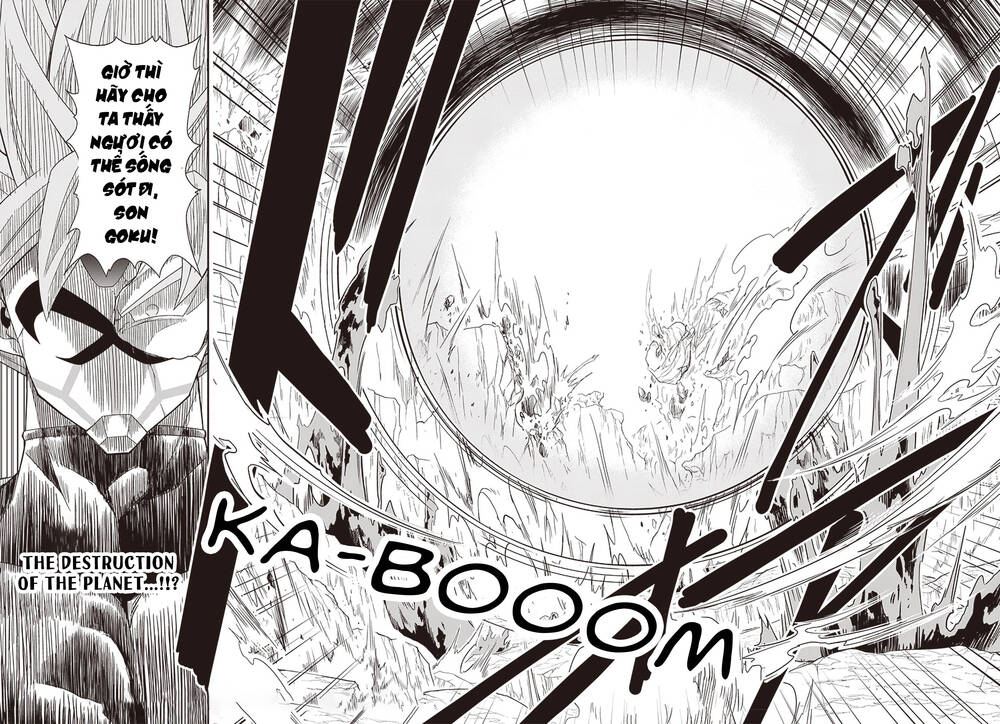 GIỜ THÌ
HÃY CHO
TA THẤY
NGƯƠI CÓ
THỂ SỐNG
SÓT ĐI,
SON
GOKU!
THE DESTRUCTION
OF THE PLANET...!!?
KA-BOOOM